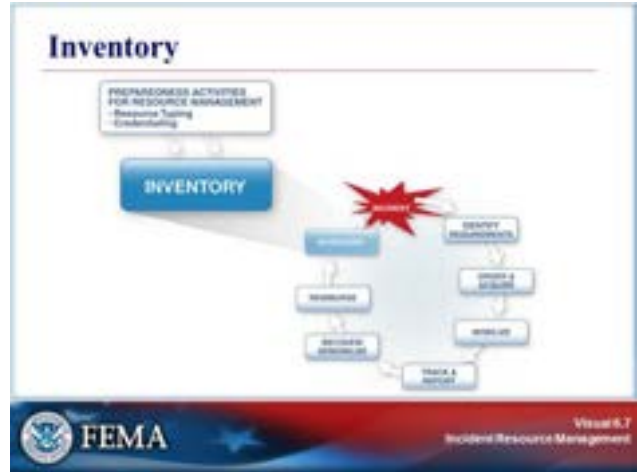 Inventory
PREPAREDNESS ACTIVITIES
FOR RESOURCE MANAGEMENT
- Resource Typing
- Credentialing
INVENTORY
INCIDENT
INVENTORY
IDENTIFY
REQUIREMENTS
ORDER &
ACQUIRE
MOBILIZE
TRACK &
REPORT
RECOVER/
DEMOBILIZE
REIMBURSE
FEMA
Visual 6.7
Incident Resource Management